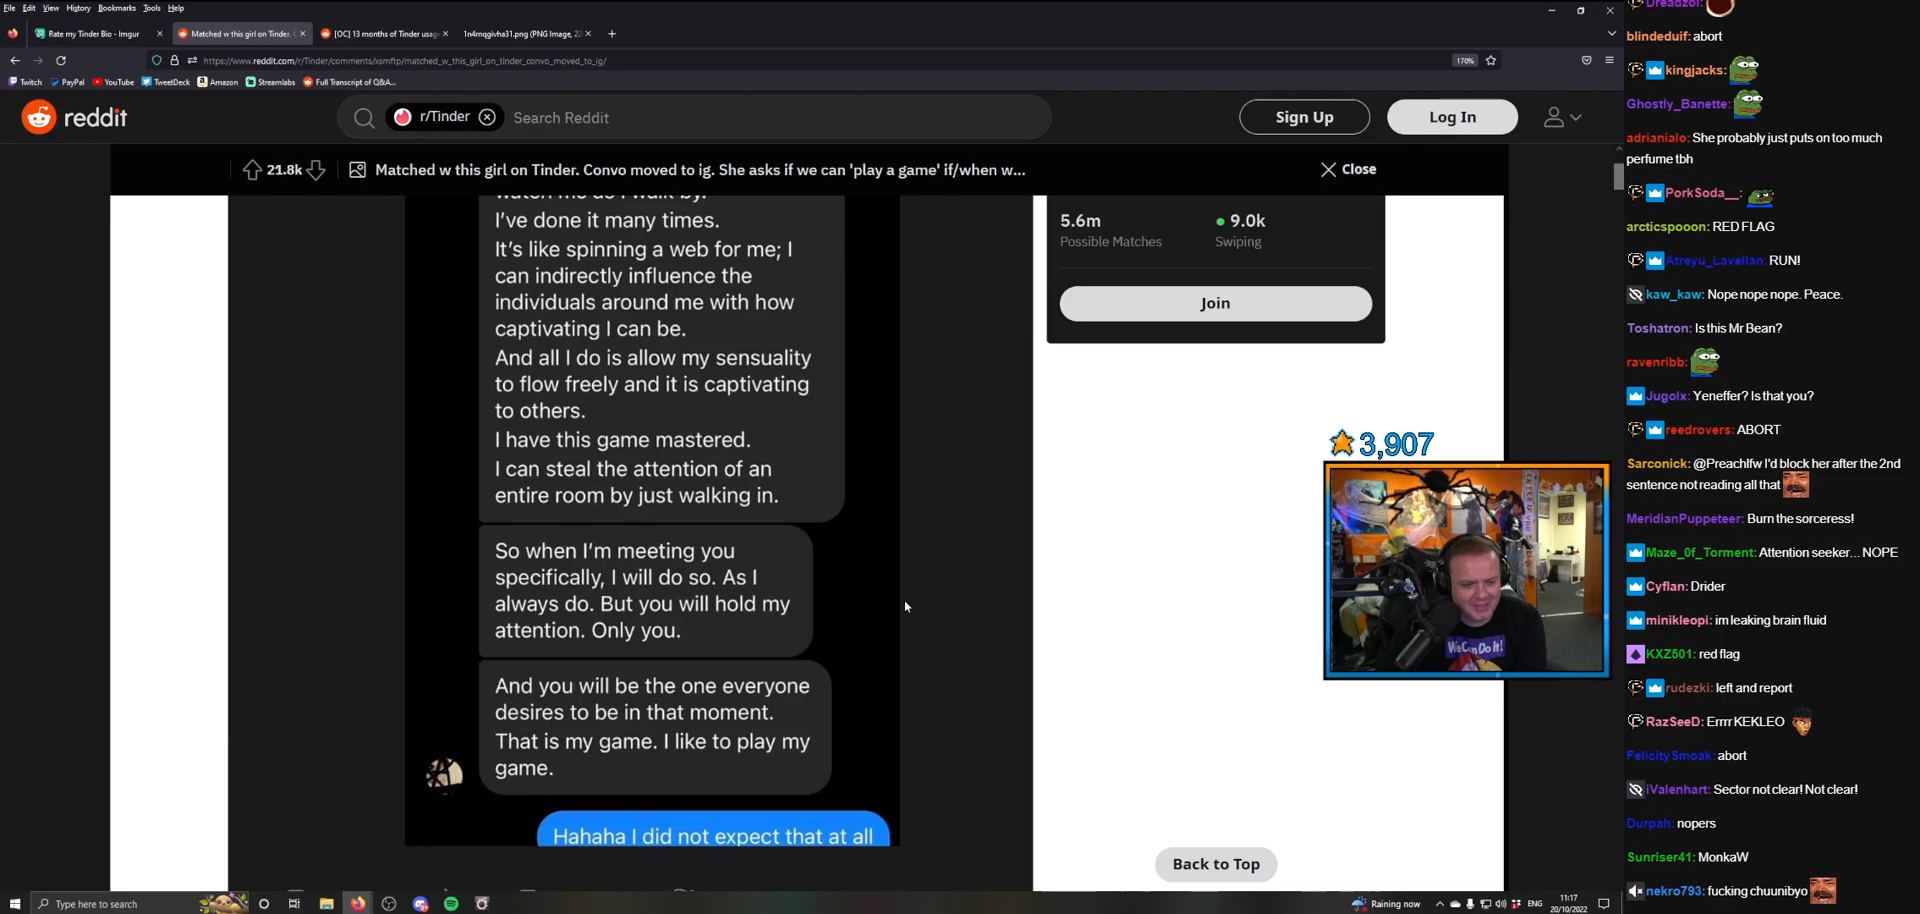 File Edit View History Bookmarks Tools Help
Rate my Tinder Bio - Imgur
Matched w this girl on Tinder. C
[OC] 13 months of Tinder usag
1n4rnqgivha31.png (PNG Image, 22
https://www.reddit.com/r/Tinder/comments/xsmftp/matched_w_this_girl_on_tinder_convo_moved_to_ig/
170%
Twitch PayPal YouTube TweetDeck Amazon Streamlabs Full Transcript of Q&A...
reddit
r/Tinder
Search Reddit
Sign Up
Log In
21.8k
Matched w this girl on Tinder. Convo moved to ig. She asks if we can 'play a game' if/when w...
Close
watch me as I walk by.
I've done it many times.
It's like spinning a web for me; I
can indirectly influence the
individuals around me with how
captivating I can be.
And all I do is allow my sensuality
to flow freely and it is captivating
to others.
I have this game mastered.
I can steal the attention of an
entire room by just walking in.
So when I'm meeting you
specifically, I will do so. As I
always do. But you will hold my
attention. Only you.
And you will be the one everyone
desires to be in that moment.
That is my game. I like to play my
game.
Hahaha I did not expect that at all
5.6m
Possible Matches
9.0k
Swiping
Join
3,907
We Can Do It!
Back to Top
Dreadzol:
blindeduif: abort
kingjacks:
Ghostly_Banette:
adrianialo: She probably just puts on too much
perfume tbh
PorkSoda__:
arcticspooon: RED FLAG
Atreyu_Lavellan: RUN!
kaw_kaw: Nope nope nope. Peace.
Toshatron: Is this Mr Bean?
ravenribb:
Jugolx: Yeneffer? Is that you?
reedrovers: ABORT
Sarconick: @Preachlfw I'd block her after the 2nd
sentence not reading all that
MeridianPuppeteer: Burn the sorceress!
Maze_0f_Torment: Attention seeker... NOPE
Cyflan: Drider
minikleopi: im leaking brain fluid
KXZ501: red flag
rudezki: left and report
RazSeeD: Errrr KEKLEO
FelicitySmoak: abort
iValenhart: Sector not clear! Not clear!
Durpah: nopers
Sunriser41: MonkaW
nekro793: fucking chuunibyo
Type here to search
Raining now
ENG
11:17
20/10/2022